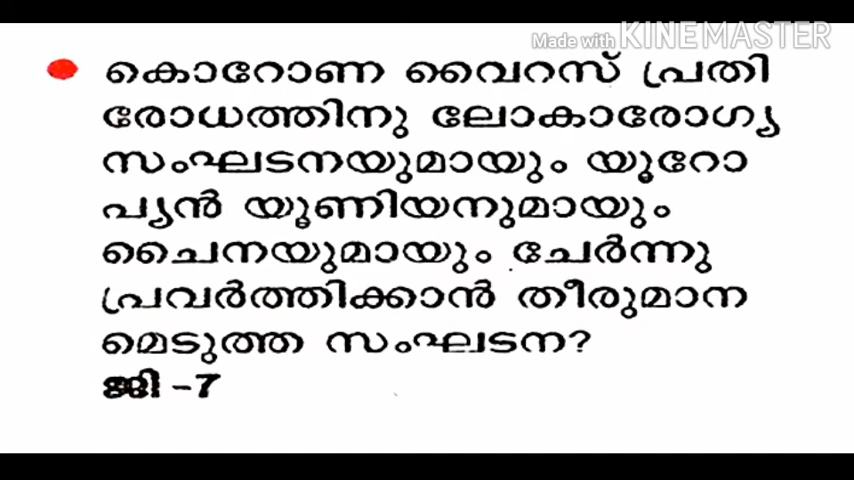 Made with KINEMASTER
കൊറോണ വൈറസ് പ്രതി
രോധത്തിനു ലോകാരോഗ്യ
സംഘടനയുമായും യൂറോ
പ്യൻ യൂണിയനുമായും
ചൈനയുമായും ചേർന്നു
പ്രവർത്തിക്കാൻ തീരുമാന
മെടുത്ത സംഘടന?
ജി -7